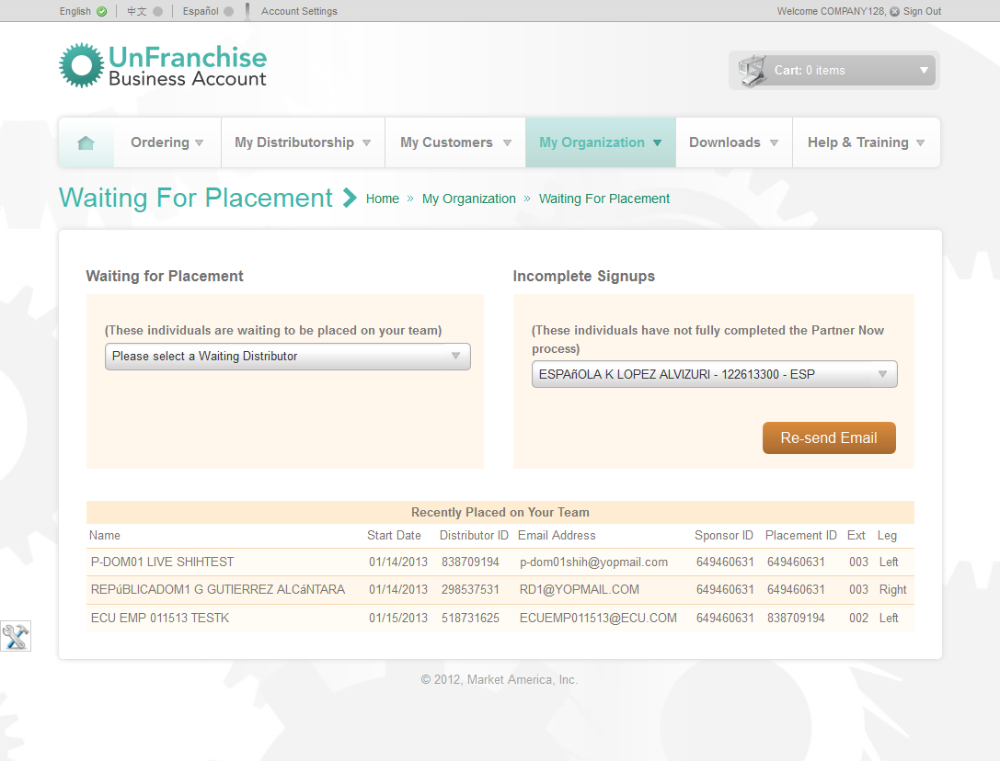 English 中文 Español Account Settings Welcome COMPANY128, Sign Out
UnFranchise
Business Account
Cart: 0 items
Ordering My Distributorship My Customers My Organization Downloads Help & Training
Waiting For Placement Home » My Organization » Waiting For Placement
Waiting for Placement
(These individuals are waiting to be placed on your team)
Please select a Waiting Distributor
Incomplete Signups
(These individuals have not fully completed the Partner Now
process)
ESPAñOLA K LOPEZ ALVIZURI - 122613300 - ESP
Re-send Email
Recently Placed on Your Team
Name Start Date Distributor ID Email Address Sponsor ID Placement ID Ext Leg
P-DOM01 LIVE SHIHTEST 01/14/2013 838709194 p-dom01shih@yopmail.com 649460631 649460631 003 Left
REPúBLICADOM1 G GUTIERREZ ALCáNTARA 01/14/2013 298537531 RD1@YOPMAIL.COM 649460631 649460631 003 Right
ECU EMP 011513 TESTK 01/15/2013 518731625 ECUEMP011513@ECU.COM 649460631 838709194 002 Left
© 2012, Market America, Inc.